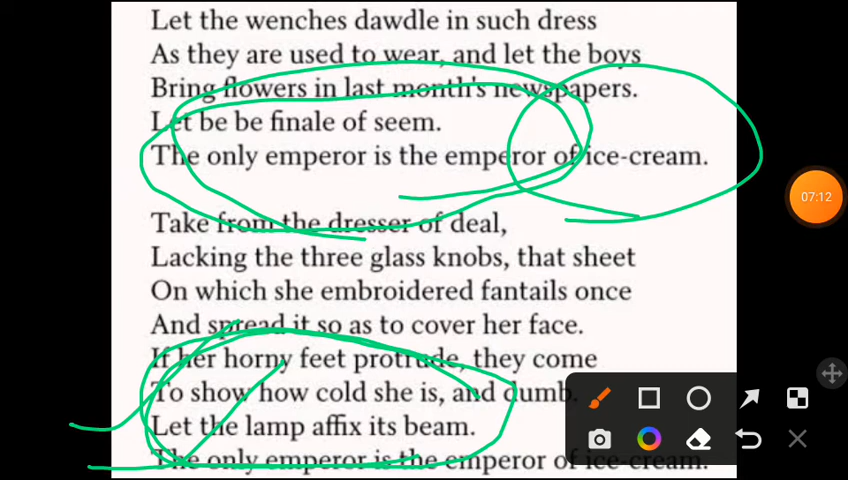 Let the wenches dawdle in such dress
As they are used to wear, and let the boys
Bring flowers in last month's newspapers.
Let be be finale of seem.
The only emperor is the emperor of ice-cream.
Take from the dresser of deal,
Lacking the three glass knobs, that sheet
On which she embroidered fantails once
And spread it so as to cover her face.
If her horny feet protrude, they come
To show how cold she is, and dumb.
Let the lamp affix its beam.
The only emperor is the emperor of ice-cream.
07:12